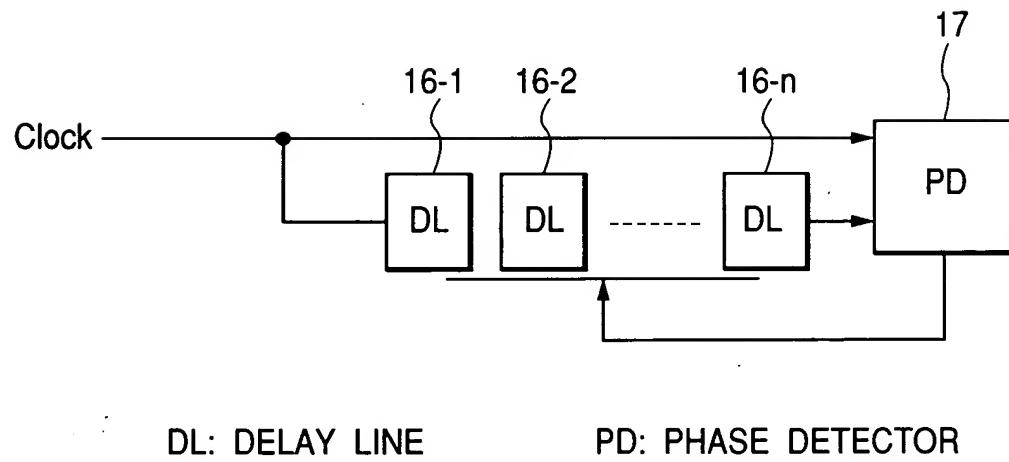 17
16-1 16-2 16-n
Clock
PD
DL DL DL
DL: DELAY LINE PD: PHASE DETECTOR